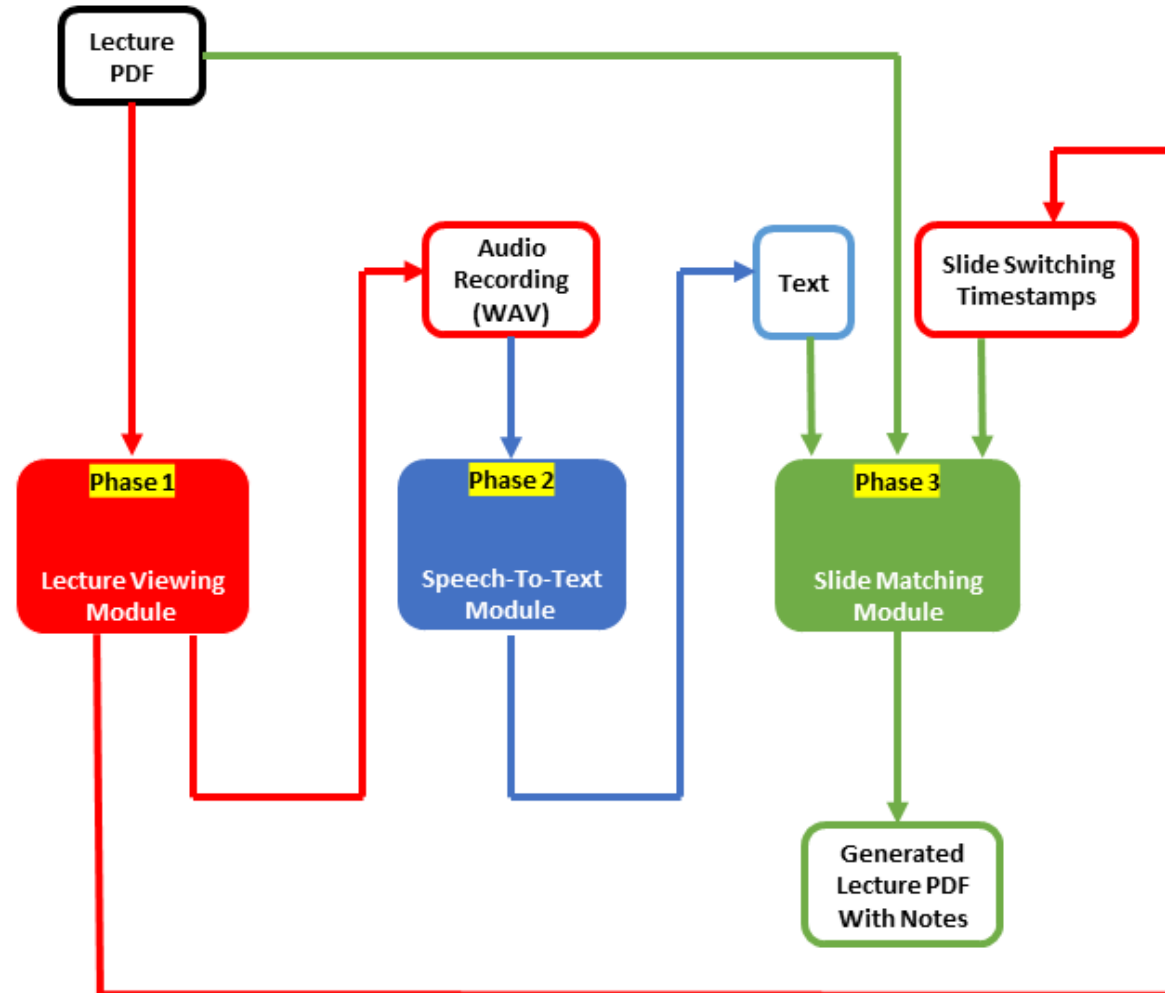 Lecture
PDF
Audio
Recording
(WAV)
Text
Slide Switching
Timestamps
Phase 1
Lecture Viewing
Module
Phase 2
Speech-To-Text
Module
Phase 3
Slide Matching
Module
Generated
Lecture PDF
With Notes